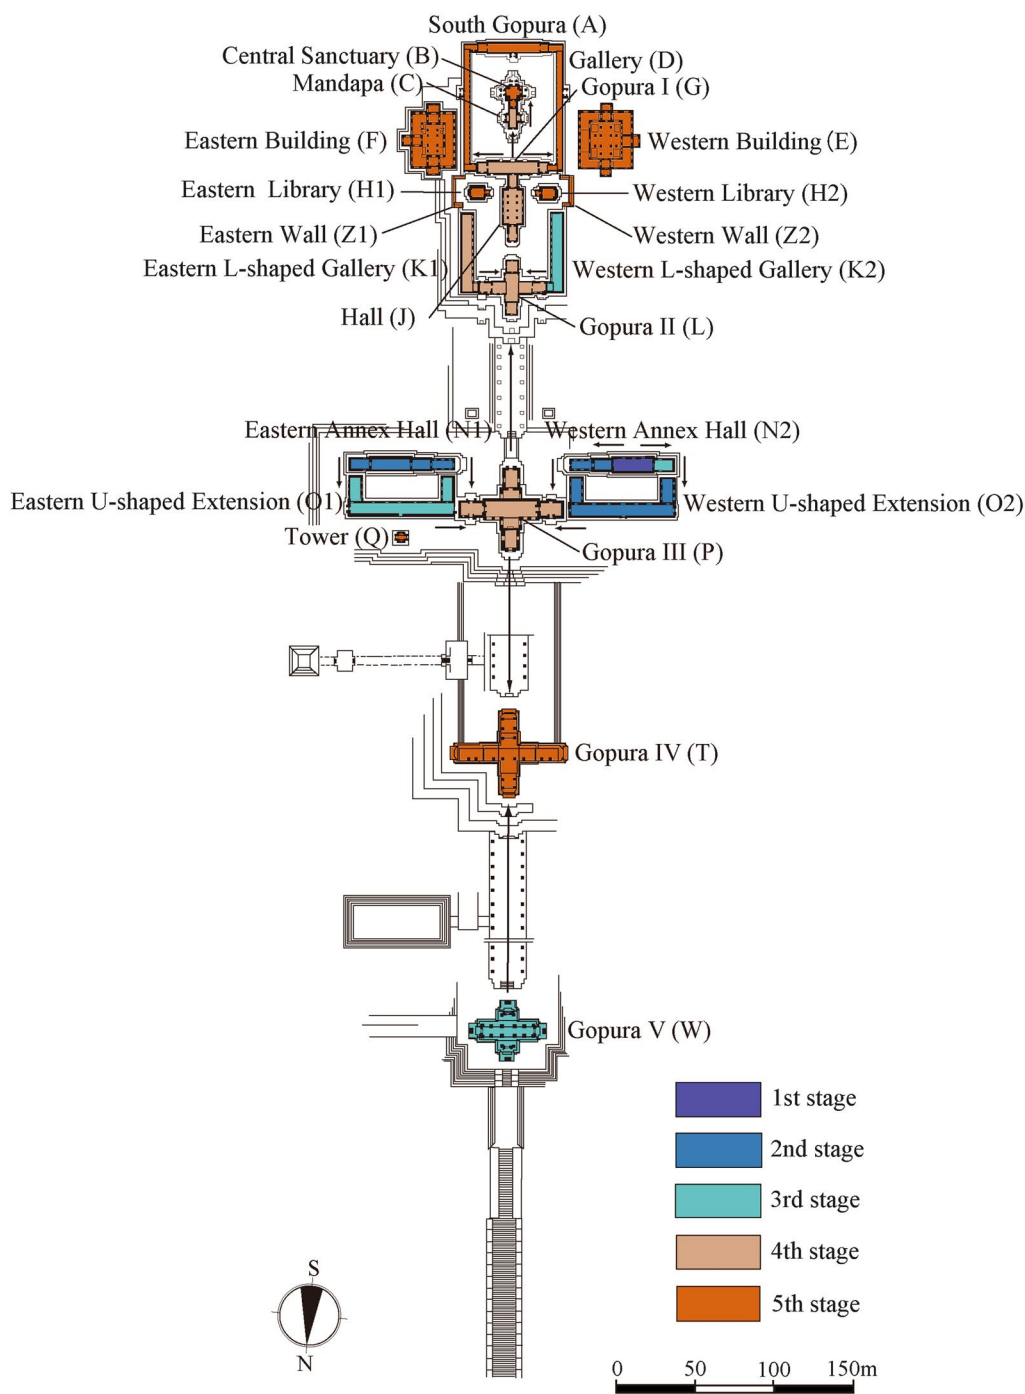 South Gopura (A)
Central Sanctuary (B)
Gallery (D)
Mandapa (C)
Gopura I (G)
Eastern Building (F)
Western Building (E)
Eastern Library (H1)
Western Library (H2)
Eastern Wall (Z1)
Western Wall (Z2)
Eastern L-shaped Gallery (K1)
Western L-shaped Gallery (K2)
Hall (J)
Gopura II (L)
Eastern Annex Hall (N1)
Western Annex Hall (N2)
Eastern U-shaped Extension (O1)
Western U-shaped Extension (O2)
Tower (Q)
Gopura III (P)
Gopura IV (T)
Gopura V (W)
1st stage
2nd stage
3rd stage
4th stage
5th stage
S
N
0 50 100 150m